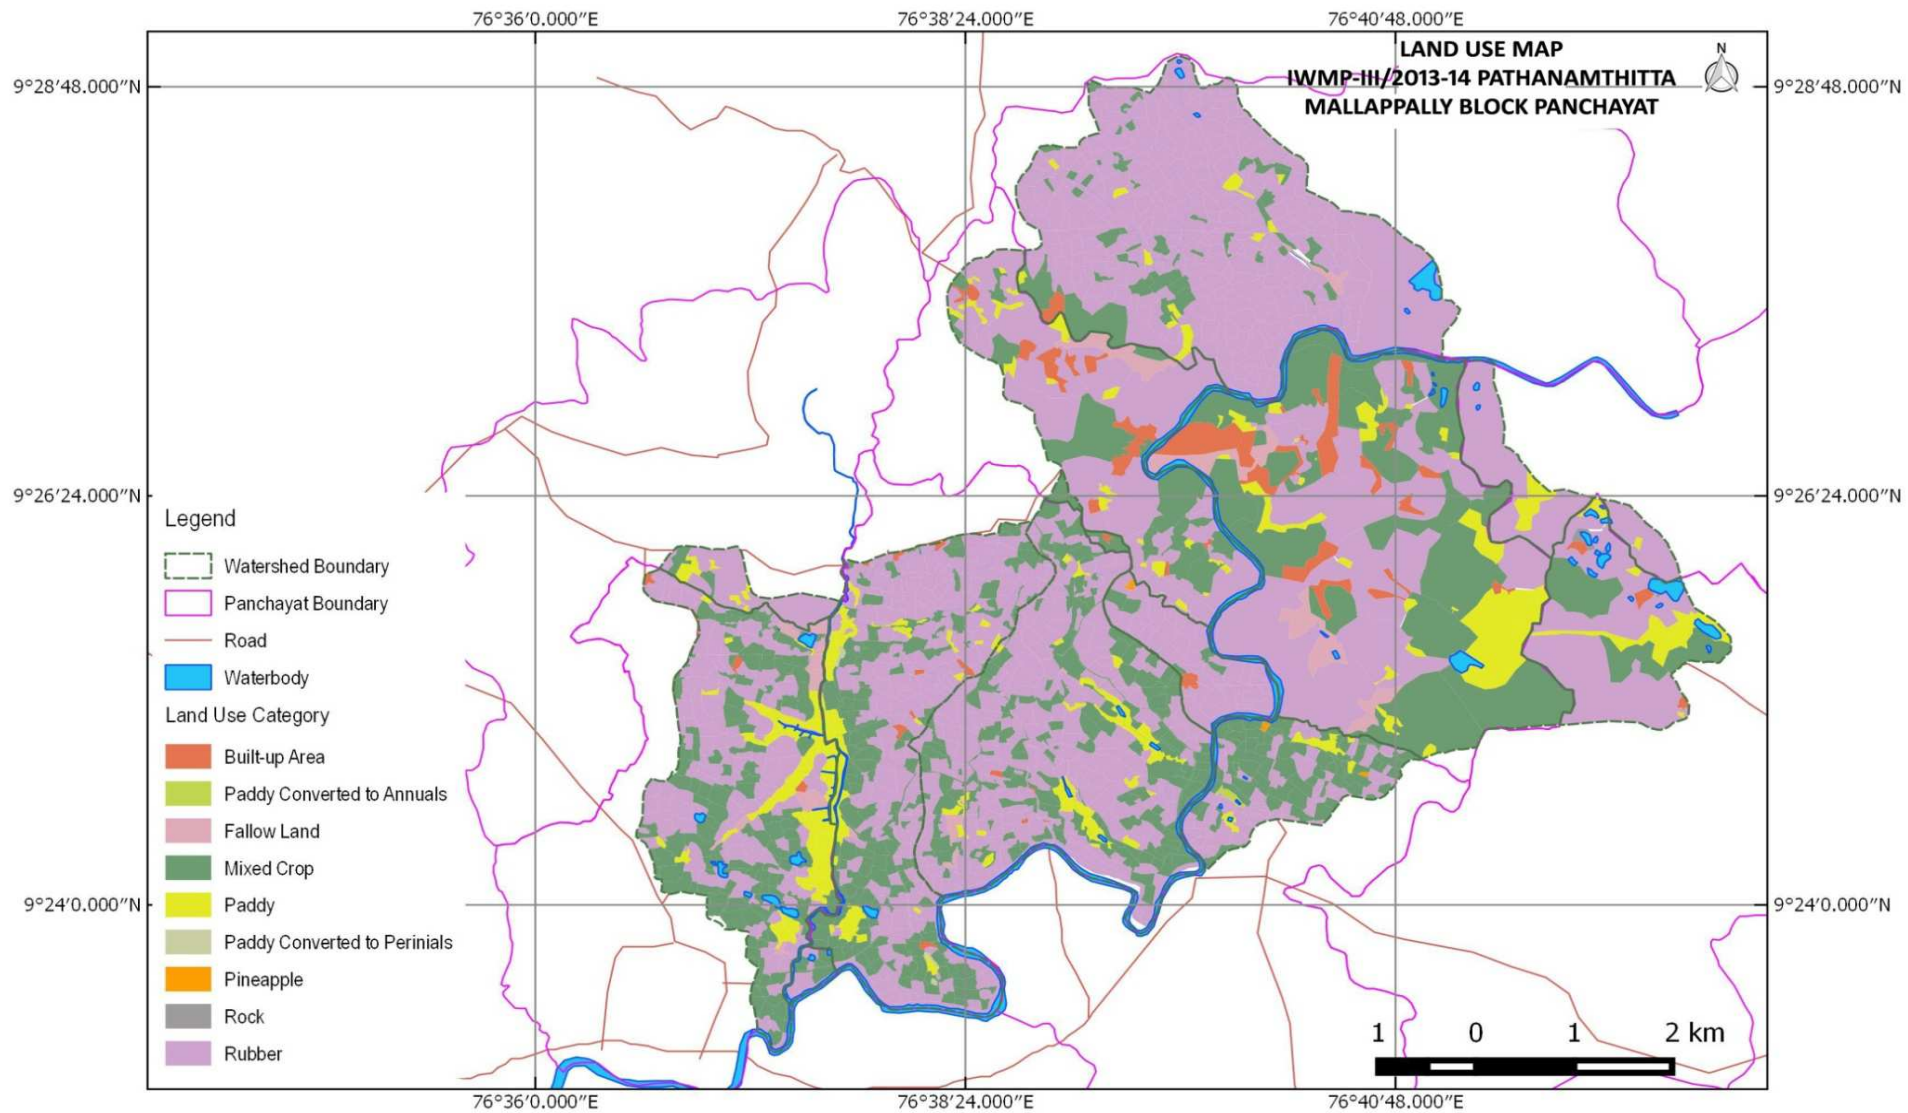 76°36′0.000″E 76°38′24.000″E 76°40′48.000″E
LAND USE MAP
IWMP-III/2013-14 PATHANAMTHITTA
MALLAPPALLY BLOCK PANCHAYAT
N
9°28′48.000″N 9°28′48.000″N
9°26′24.000″N 9°26′24.000″N
Legend
Watershed Boundary
Panchayat Boundary
Road
Waterbody
Land Use Category
Built-up Area
Paddy Converted to Annuals
Fallow Land
Mixed Crop
Paddy
Paddy Converted to Perinials
Pineapple
Rock
Rubber
9°24′0.000″N 9°24′0.000″N
1 0 1 2 km
76°36′0.000″E 76°38′24.000″E 76°40′48.000″E